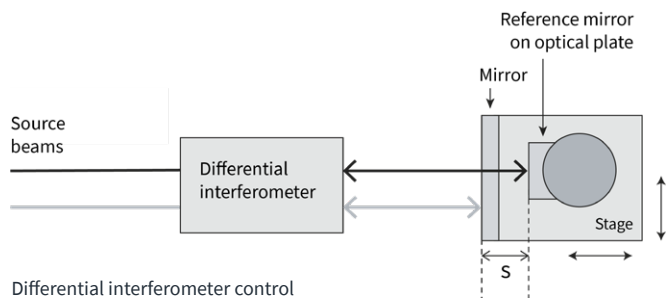 Reference mirror
on optical plate
Mirror
Source
beams
Differential
interferometer
Stage
S
Differential interferometer control